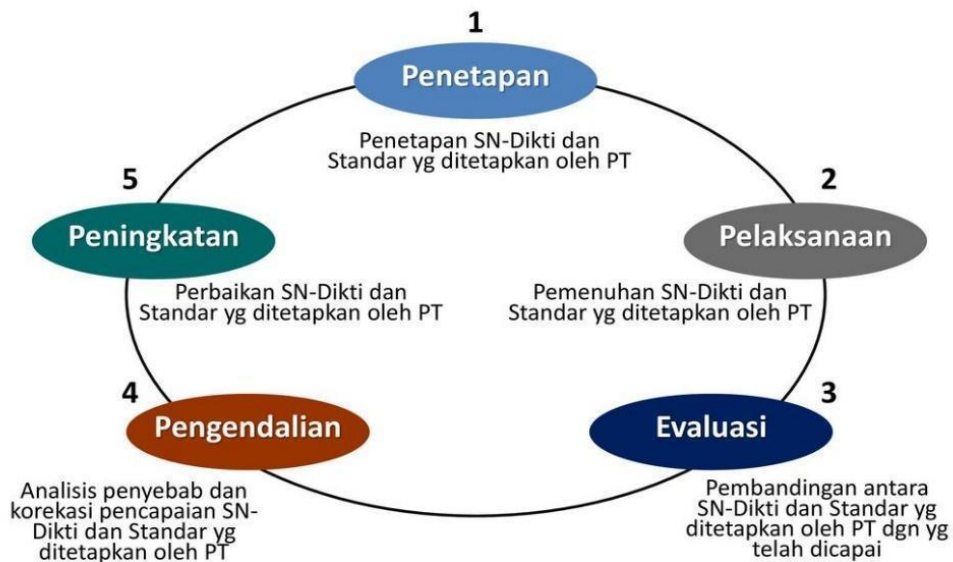 1
Penetapan
Penetapan SN-Dikti dan
Standar yg ditetapkan oleh PT
2
Pelaksanaan
Pemenuhan SN-Dikti dan
Standar yg ditetapkan oleh PT
3
Evaluasi
Pembandingan antara
SN-Dikti dan Standar yg
ditetapkan oleh PT dgn yg
telah dicapai
4
Pengendalian
Analisis penyebab dan
korekasi pencapaian SN-
Dikti dan Standar yg
ditetapkan oleh PT
5
Peningkatan
Perbaikan SN-Dikti dan
Standar yg ditetapkan oleh PT